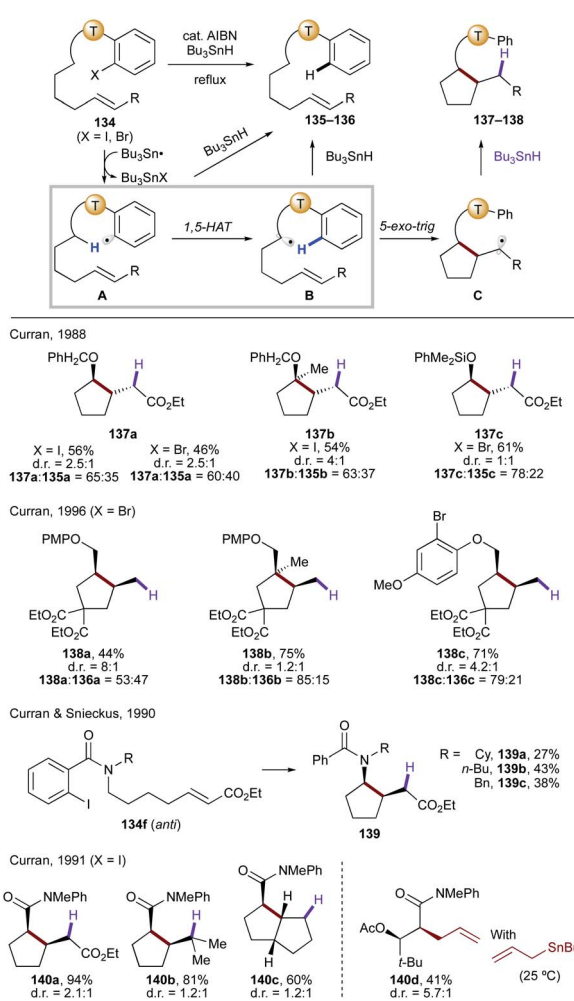 T
cat. AIBN
Bu3SnH
reflux
X
R
134
(X = I, Br)
T
H
R
135–136
T
Ph
H
R
137–138
Bu3Sn•
Bu3SnX
Bu3SnH
Bu3SnH
Bu3SnH
T
H
R
A
1,5-HAT
T
H
R
B
5-exo-trig
T
Ph
R
C
Curran, 1988
PhH2CO
H
CO2Et
137a
X = I, 56%
d.r. = 2.5:1
137a:135a = 65:35
X = Br, 46%
d.r. = 2.5:1
137a:135a = 60:40
PhH2CO
Me
H
CO2Et
137b
X = I, 54%
d.r. = 4:1
137b:135b = 63:37
PhMe2SiO
H
CO2Et
137c
X = Br, 61%
d.r. = 1:1
137c:135c = 78:22
Curran, 1996 (X = Br)
PMPO
H
EtO2C
EtO2C
138a, 44%
d.r. = 8:1
138a:136a = 53:47
PMPO
Me
H
EtO2C
EtO2C
138b, 75%
d.r. = 1.2:1
138b:136b = 85:15
Br
O
MeO
H
EtO2C
EtO2C
138c, 71%
d.r. = 4.2:1
138c:136c = 79:21
Curran & Snieckus, 1990
O
R
N
I
CO2Et
134f (anti)
O
R
Ph
N
H
CO2Et
139
R = Cy, 139a, 27%
n-Bu, 139b, 43%
Bn, 139c, 38%
Curran, 1991 (X = I)
O
NMePh
H
CO2Et
140a, 94%
d.r. = 2.1:1
O
NMePh
H
Me
Me
140b, 81%
d.r. = 1.2:1
O
NMePh
H
H
H
140c, 60%
d.r. = 1.2:1
O
NMePh
AcO
t-Bu
140d, 41%
d.r. = 5.7:1
With
(25 ºC)